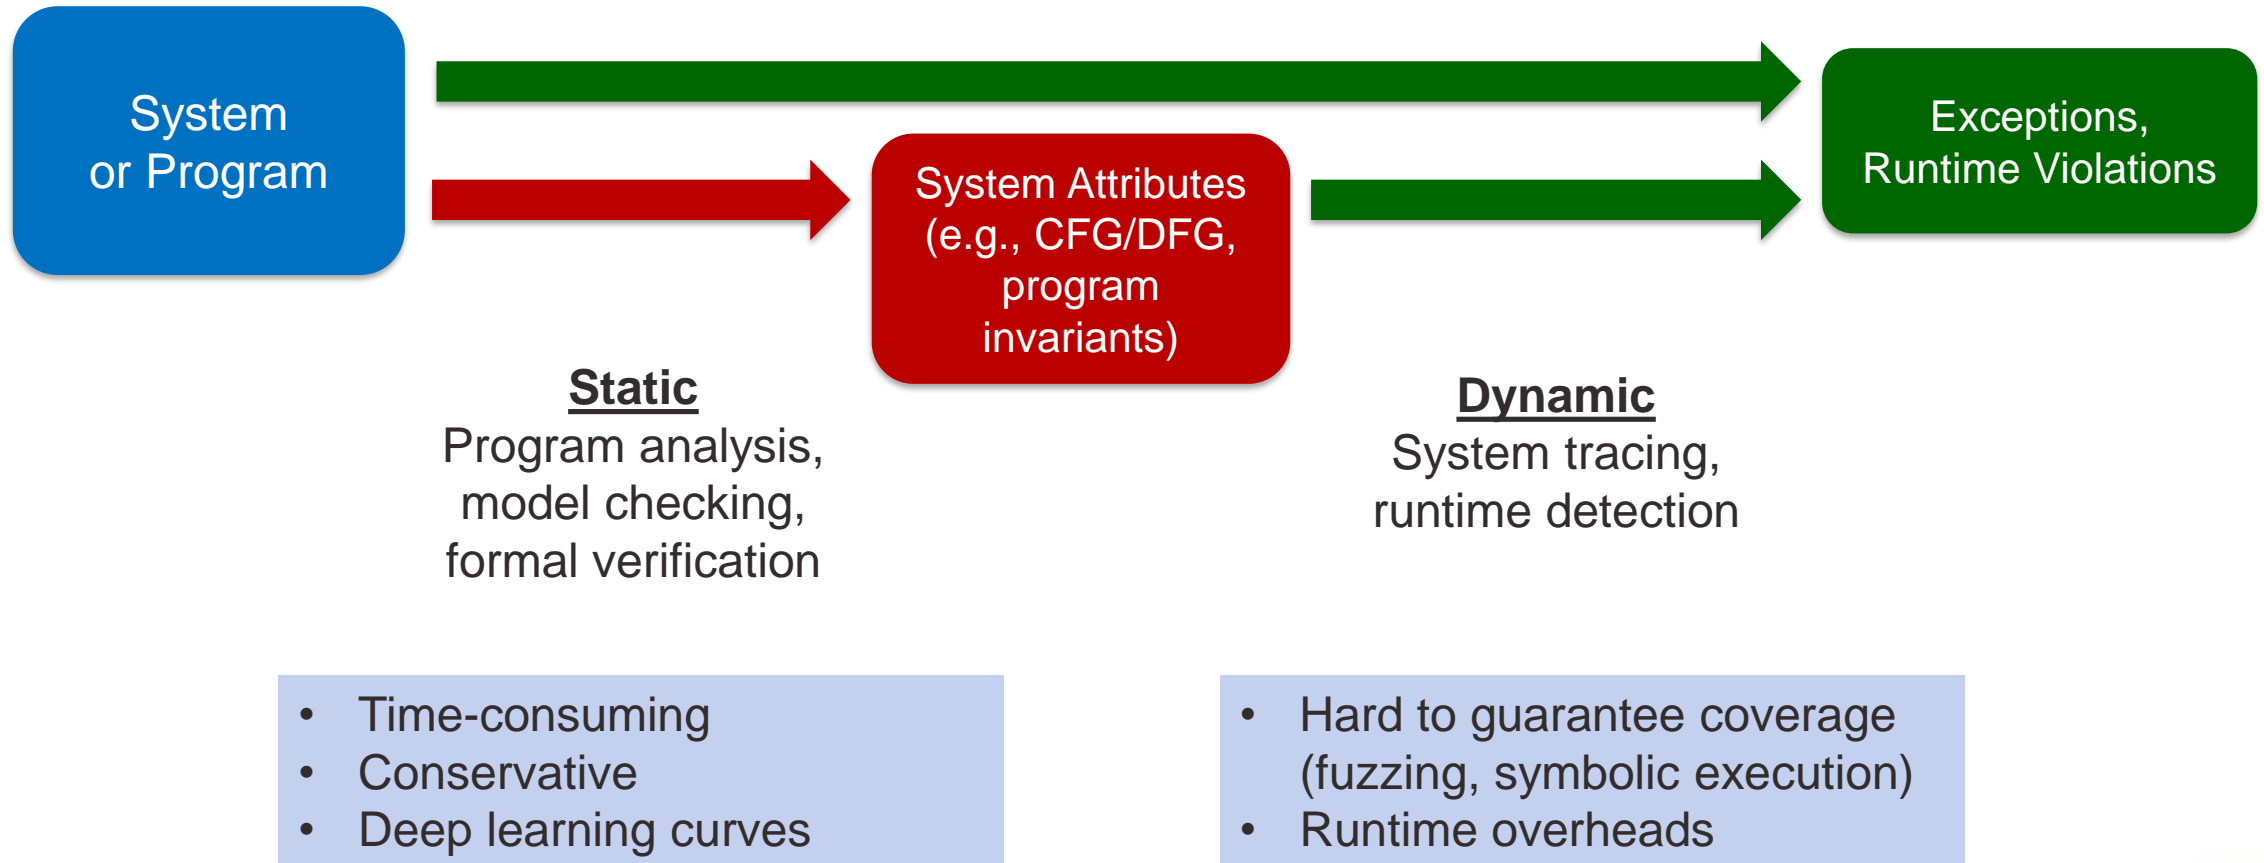 System
or Program
Exceptions,
Runtime Violations
System Attributes
(e.g., CFG/DFG,
program
invariants)
Static
Program analysis,
model checking,
formal verification
Dynamic
System tracing,
runtime detection
• Time-consuming
• Conservative
• Deep learning curves
• Hard to guarantee coverage
(fuzzing, symbolic execution)
• Runtime overheads